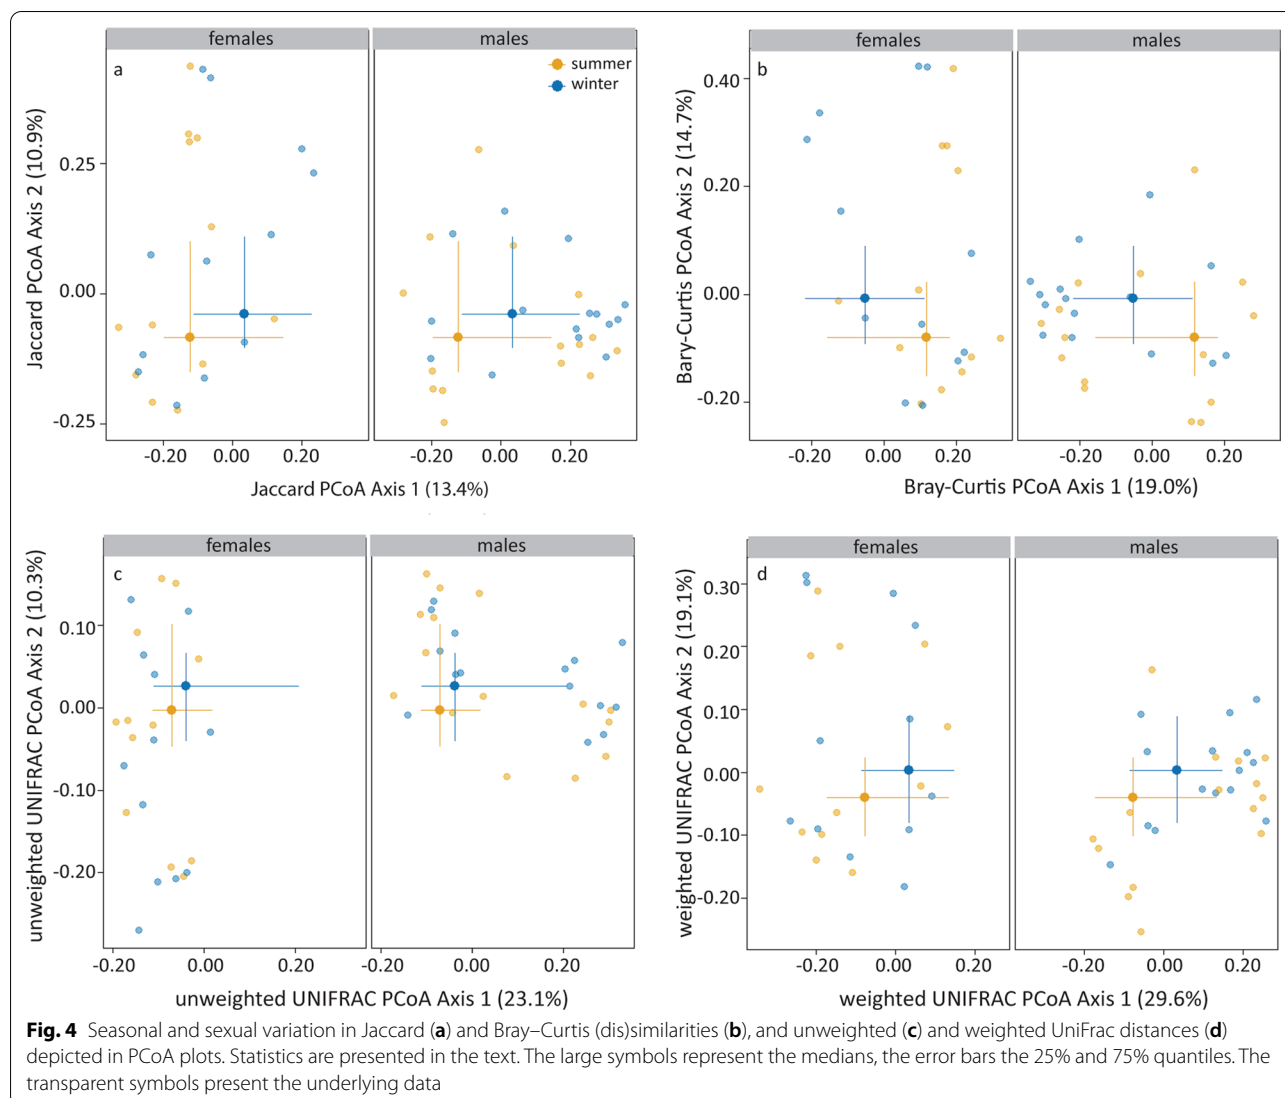 females
males
a
summer
winter
Jaccard PCoA Axis 2 (10.9%)
0.25
0.00
-0.25
-0.20
0.00
0.20
-0.20
0.00
0.20
Jaccard PCoA Axis 1 (13.4%)
females
males
b
Bary-Curtis PCoA Axis 2 (14.7%)
0.40
0.20
0.00
-0.20
-0.20
0.00
0.20
-0.20
0.00
0.20
Bray-Curtis PCoA Axis 1 (19.0%)
females
males
c
unweighted UNIFRAC PCoA Axis 2 (10.3%)
0.10
0.00
-0.10
-0.20
-0.20
0.00
0.20
-0.20
0.00
0.20
unweighted UNIFRAC PCoA Axis 1 (23.1%)
females
males
d
weighted UNIFRAC PCoA Axis 2 (19.1%)
0.30
0.20
0.10
0.00
-0.10
-0.20
-0.20
0.00
0.20
-0.20
0.00
0.20
weighted UNIFRAC PCoA Axis 1 (29.6%)
Fig. 4 Seasonal and sexual variation in Jaccard (a) and Bray–Curtis (dis)similarities (b), and unweighted (c) and weighted UniFrac distances (d)
depicted in PCoA plots. Statistics are presented in the text. The large symbols represent the medians, the error bars the 25% and 75% quantiles. The
transparent symbols present the underlying data